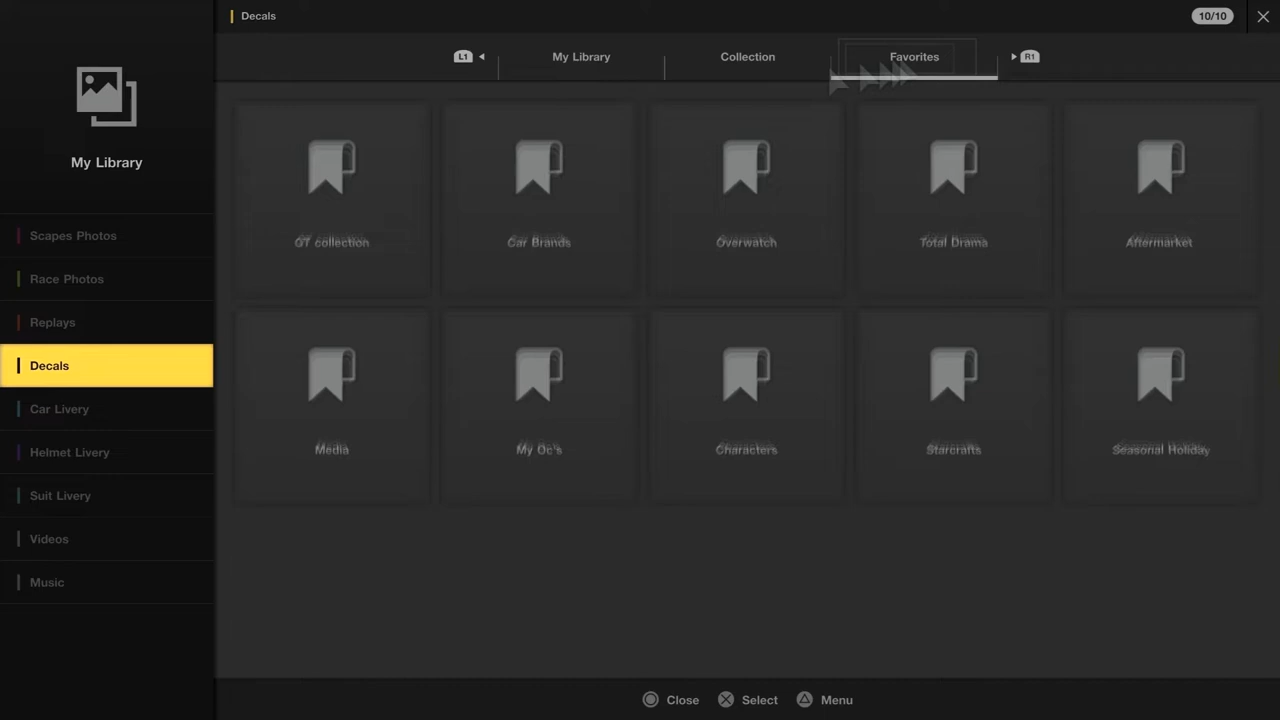 Decals
10/10
L1
My Library
Collection
Favorites
R1
My Library
Scapes Photos
Race Photos
Replays
Decals
Car Livery
Helmet Livery
Suit Livery
Videos
Music
GT collection
Car Brands
Overwatch
Total Drama
Aftermarket
Media
My Oc's
Characters
Starcrafts
Seasonal Holiday
Close
Select
Menu